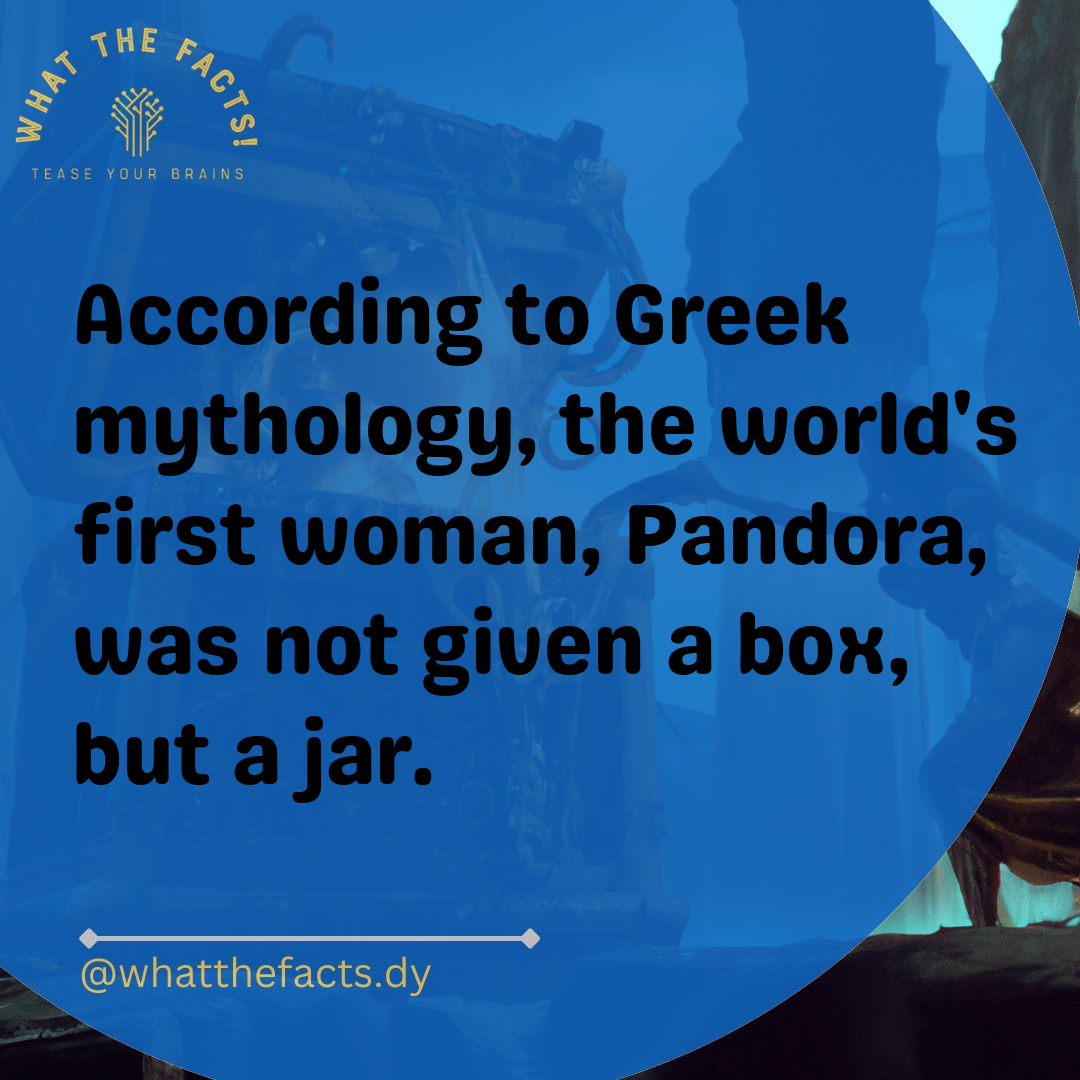 WHAT THE FACTS!
TEASE YOUR BRAINS
According to Greek
mythology, the world's
first woman, Pandora,
was not given a box,
but a jar.
@whatthefacts.dy